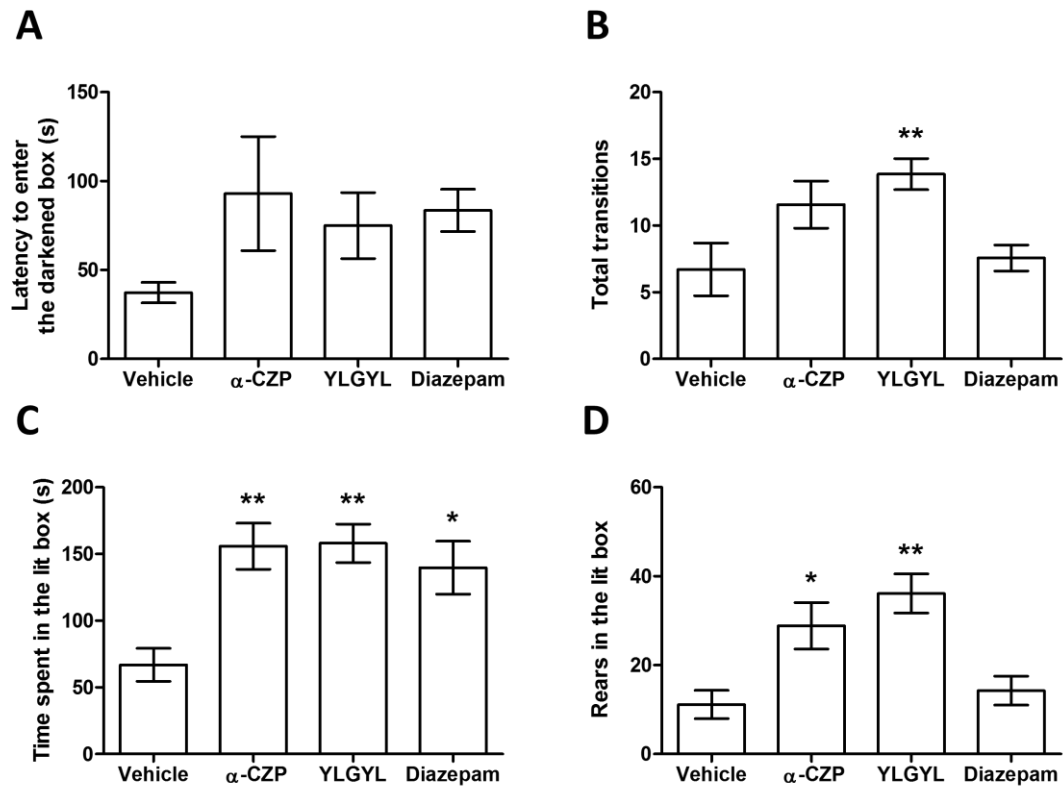 A
Latency to enter
the darkened box (s)
150
100
50
0
Vehicle α-CZP YLGYL Diazepam
B
Total transitions
20
15
10
5
0
**
Vehicle α-CZP YLGYL Diazepam
C
Time spent in the lit box (s)
200
150
100
50
0
** ** *
Vehicle α-CZP YLGYL Diazepam
D
Rears in the lit box
60
40
20
0
* **
Vehicle α-CZP YLGYL Diazepam